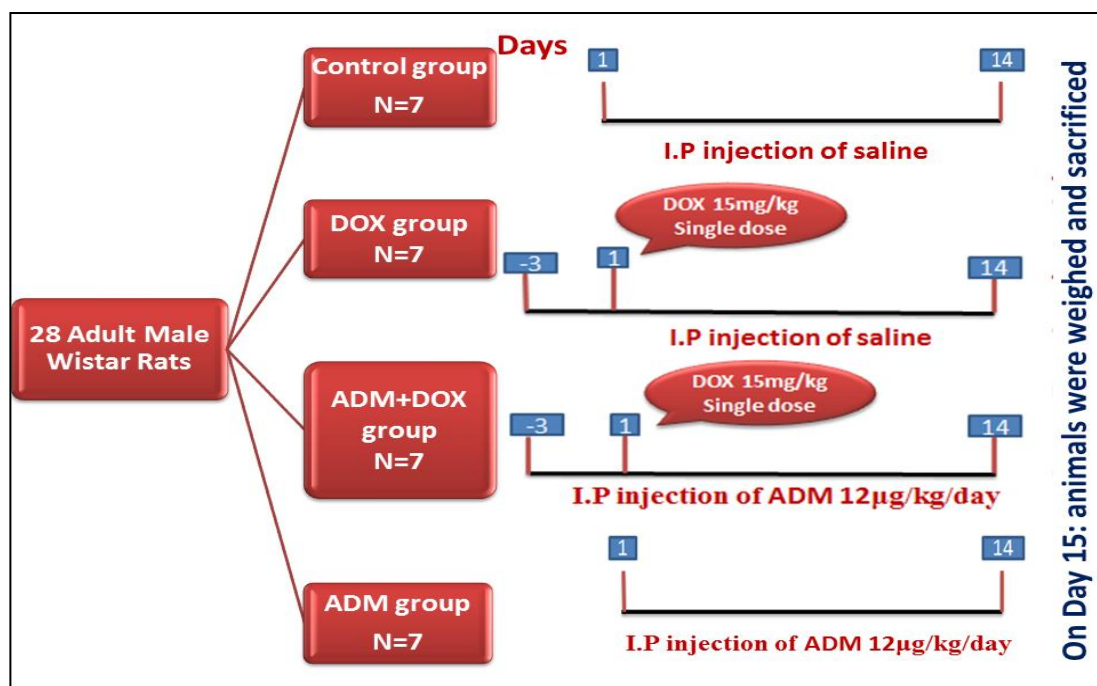 Days
28 Adult Male
Wistar Rats
Control group
N=7
1
14
I.P injection of saline
DOX group
N=7
DOX 15mg/kg
Single dose
-3
1
14
I.P injection of saline
ADM+DOX
group
N=7
DOX 15mg/kg
Single dose
-3
1
14
I.P injection of ADM 12µg/kg/day
ADM group
N=7
1
14
I.P injection of ADM 12µg/kg/day
On Day 15: animals were weighed and sacrificed